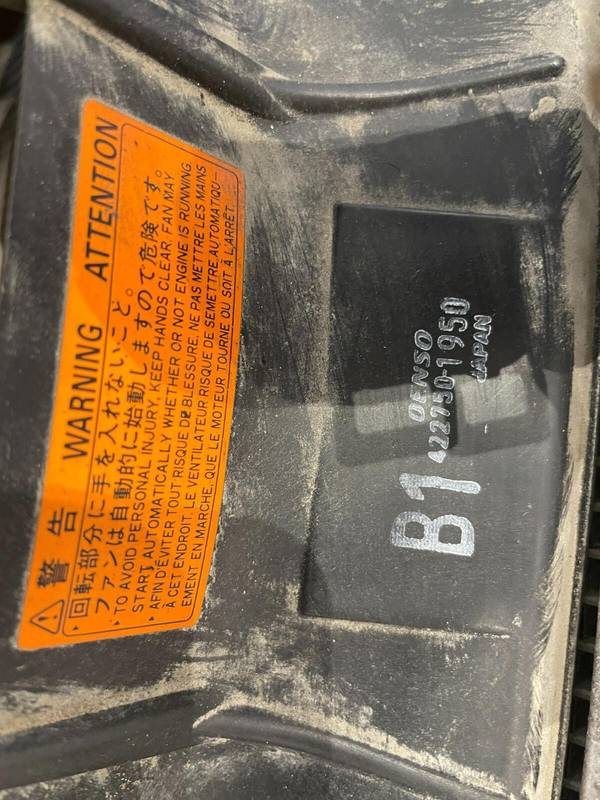 警告 WARNING ATTENTION
・回転部分に手を入れないこと。
ファンは自動的に始動しますので危険です。
・TO AVOID PERSONAL INJURY, KEEP HANDS CLEAR, FAN MAY
START AUTOMATICALLY WHETHER OR NOT ENGINE IS RUNNING.
・AFIN D'ÉVITER TOUT RISQUE DE BLESSURE, NE PAS METTRE LES MAINS
À CET ENDROIT, LE VENTILATEUR RISQUE DE SEMETTRE AUTOMATIQU-
EMENT EN MARCHE, QUE LE MOTEUR TOURNE OU SOIT À L'ARRÊT.
B1
DENSO
422750-1950
JAPAN